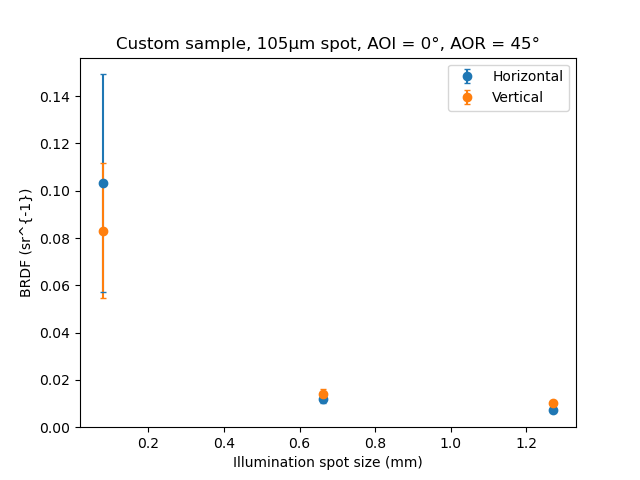 Custom sample, 105μm spot, AOI = 0°, AOR = 45°
Horizontal
Vertical
BRDF (sr^{-1})
0.14
0.12
0.10
0.08
0.06
0.04
0.02
0.00
0.2 0.4 0.6 0.8 1.0 1.2
Illumination spot size (mm)